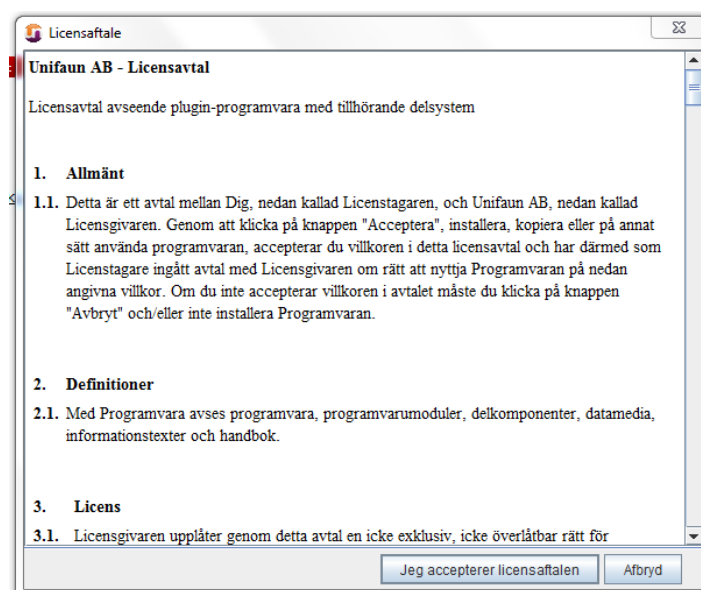 Licensaftale
Unifaun AB - Licensavtal
Licensavtal avseende plugin-programvara med tillhörande delsystem
1. Allmänt
1.1. Detta är ett avtal mellan Dig, nedan kallad Licenstagaren, och Unifaun AB, nedan kallad
Licensgivaren. Genom att klicka på knappen "Acceptera", installera, kopiera eller på annat
sätt använda programvaran, accepterar du villkoren i detta licensavtal och har därmed som
Licenstagare ingått avtal med Licensgivaren om rätt att nyttja Programvaran på nedan
angivna villkor. Om du inte accepterar villkoren i avtalet måste du klicka på knappen
"Avbryt" och/eller inte installera Programvaran.
2. Definitioner
2.1. Med Programvara avses programvara, programvarumoduler, delkomponenter, datamedia,
informationstexter och handbok.
3. Licens
3.1. Licensgivaren upplåter genom detta avtal en icke exklusiv, icke överlåtbar rätt för
Jeg accepterer licensaftalen Afbryd